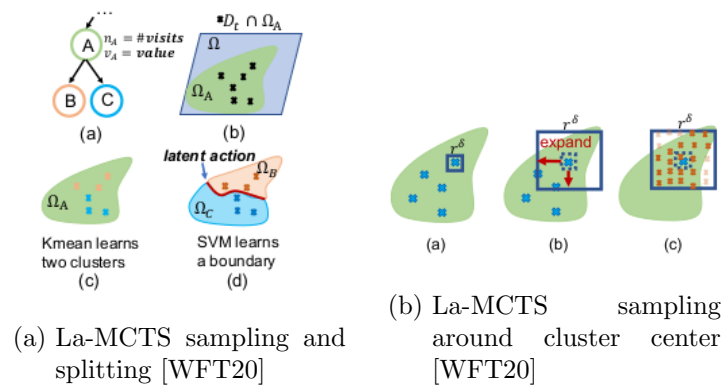 ...
A
n_A = #visits
v_A = value
B
C
(a)
*D_t ∩ Ω_A
Ω
Ω_A
(b)
latent action
Ω_A
Kmean learns
two clusters
(c)
Ω_B
Ω_C
SVM learns
a boundary
(d)
(a) La-MCTS sampling and
splitting [WFT20]
r^δ
(a)
r^δ
expand
(b)
r^δ
(c)
(b) La-MCTS sampling
around cluster center
[WFT20]